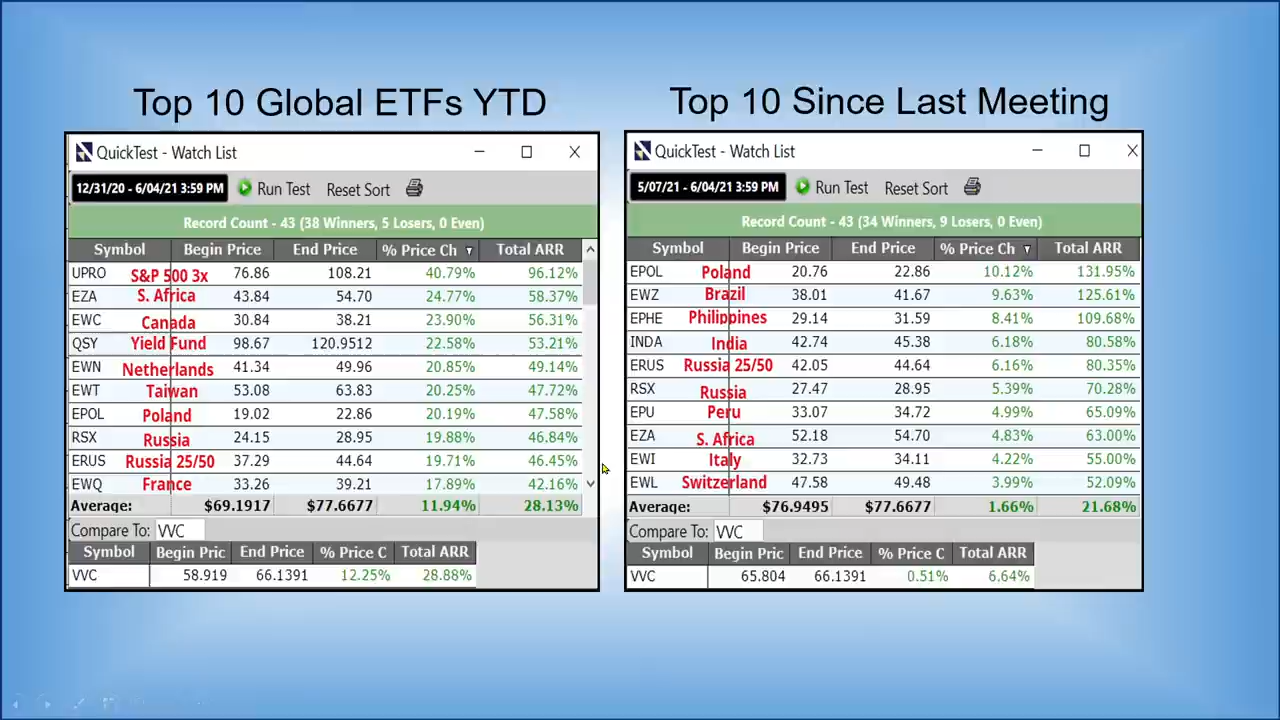 Top 10 Global ETFs YTD
QuickTest - Watch List
12/31/20 - 6/04/21 3:59 PM Run Test Reset Sort
Record Count - 43 (38 Winners, 5 Losers, 0 Even)
Symbol Begin Price End Price % Price Ch Total ARR
UPRO S&P 500 3x 76.86 108.21 40.79% 96.12%
EZA S. Africa 43.84 54.70 24.77% 58.37%
EWC Canada 30.84 38.21 23.90% 56.31%
QSY Yield Fund 98.67 120.9512 22.58% 53.21%
EWN Netherlands 41.34 49.96 20.85% 49.14%
EWT Taiwan 53.08 63.83 20.25% 47.72%
EPOL Poland 19.02 22.86 20.19% 47.58%
RSX Russia 24.15 28.95 19.88% 46.84%
ERUS Russia 25/50 37.29 44.64 19.71% 46.45%
EWQ France 33.26 39.21 17.89% 42.16%
Average: $69.1917 $77.6677 11.94% 28.13%
Compare To: VVC
Symbol Begin Pric End Price % Price C Total ARR
VVC 58.919 66.1391 12.25% 28.88%
Top 10 Since Last Meeting
QuickTest - Watch List
5/07/21 - 6/04/21 3:59 PM Run Test Reset Sort
Record Count - 43 (34 Winners, 9 Losers, 0 Even)
Symbol Begin Price End Price % Price Ch Total ARR
EPOL Poland 20.76 22.86 10.12% 131.95%
EWZ Brazil 38.01 41.67 9.63% 125.61%
EPHE Philippines 29.14 31.59 8.41% 109.68%
INDA India 42.74 45.38 6.18% 80.58%
ERUS Russia 25/50 42.05 44.64 6.16% 80.35%
RSX Russia 27.47 28.95 5.39% 70.28%
EPU Peru 33.07 34.72 4.99% 65.09%
EZA S. Africa 52.18 54.70 4.83% 63.00%
EWI Italy 32.73 34.11 4.22% 55.00%
EWL Switzerland 47.58 49.48 3.99% 52.09%
Average: $76.9495 $77.6677 1.66% 21.68%
Compare To: VVC
Symbol Begin Pric End Price % Price C Total ARR
VVC 65.804 66.1391 0.51% 6.64%